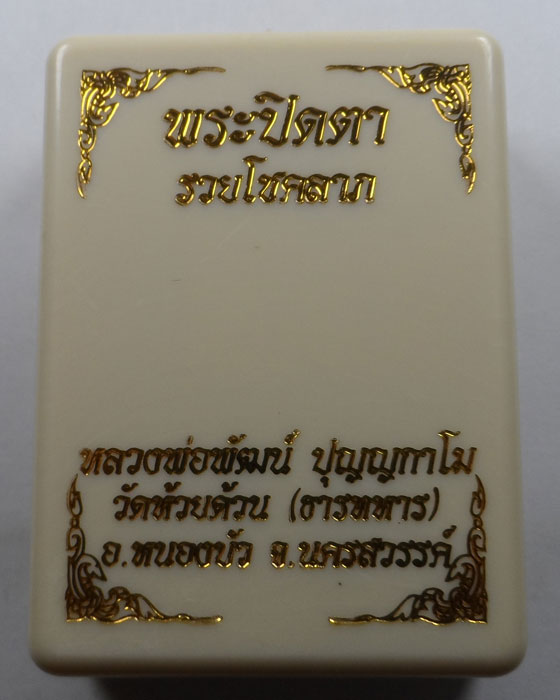 พระปิดตา
รวยโชคลาภ
หลวงพ่อพัฒน์ ปุญญกาโม
วัดห้วยด้วน (ธารทหาร)
อ.หนองบัว จ.นครสวรรค์